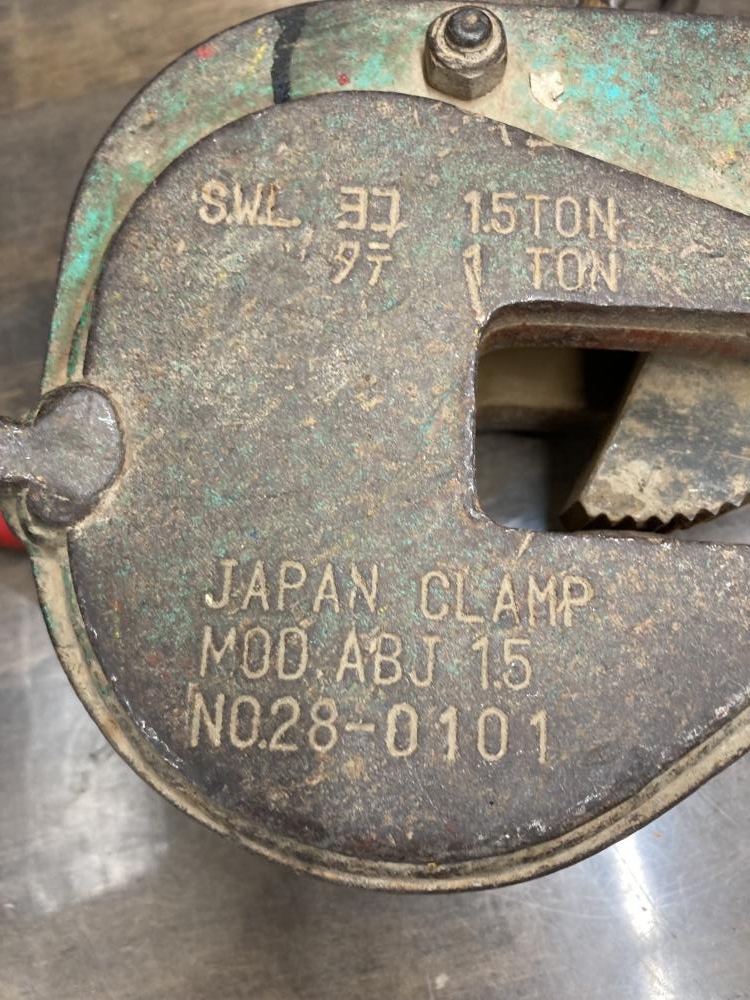 S.W.L. ヨコ 1.5TON
タテ 1 TON
JAPAN CLAMP
MOD. ABJ 1.5
NO.28-0101